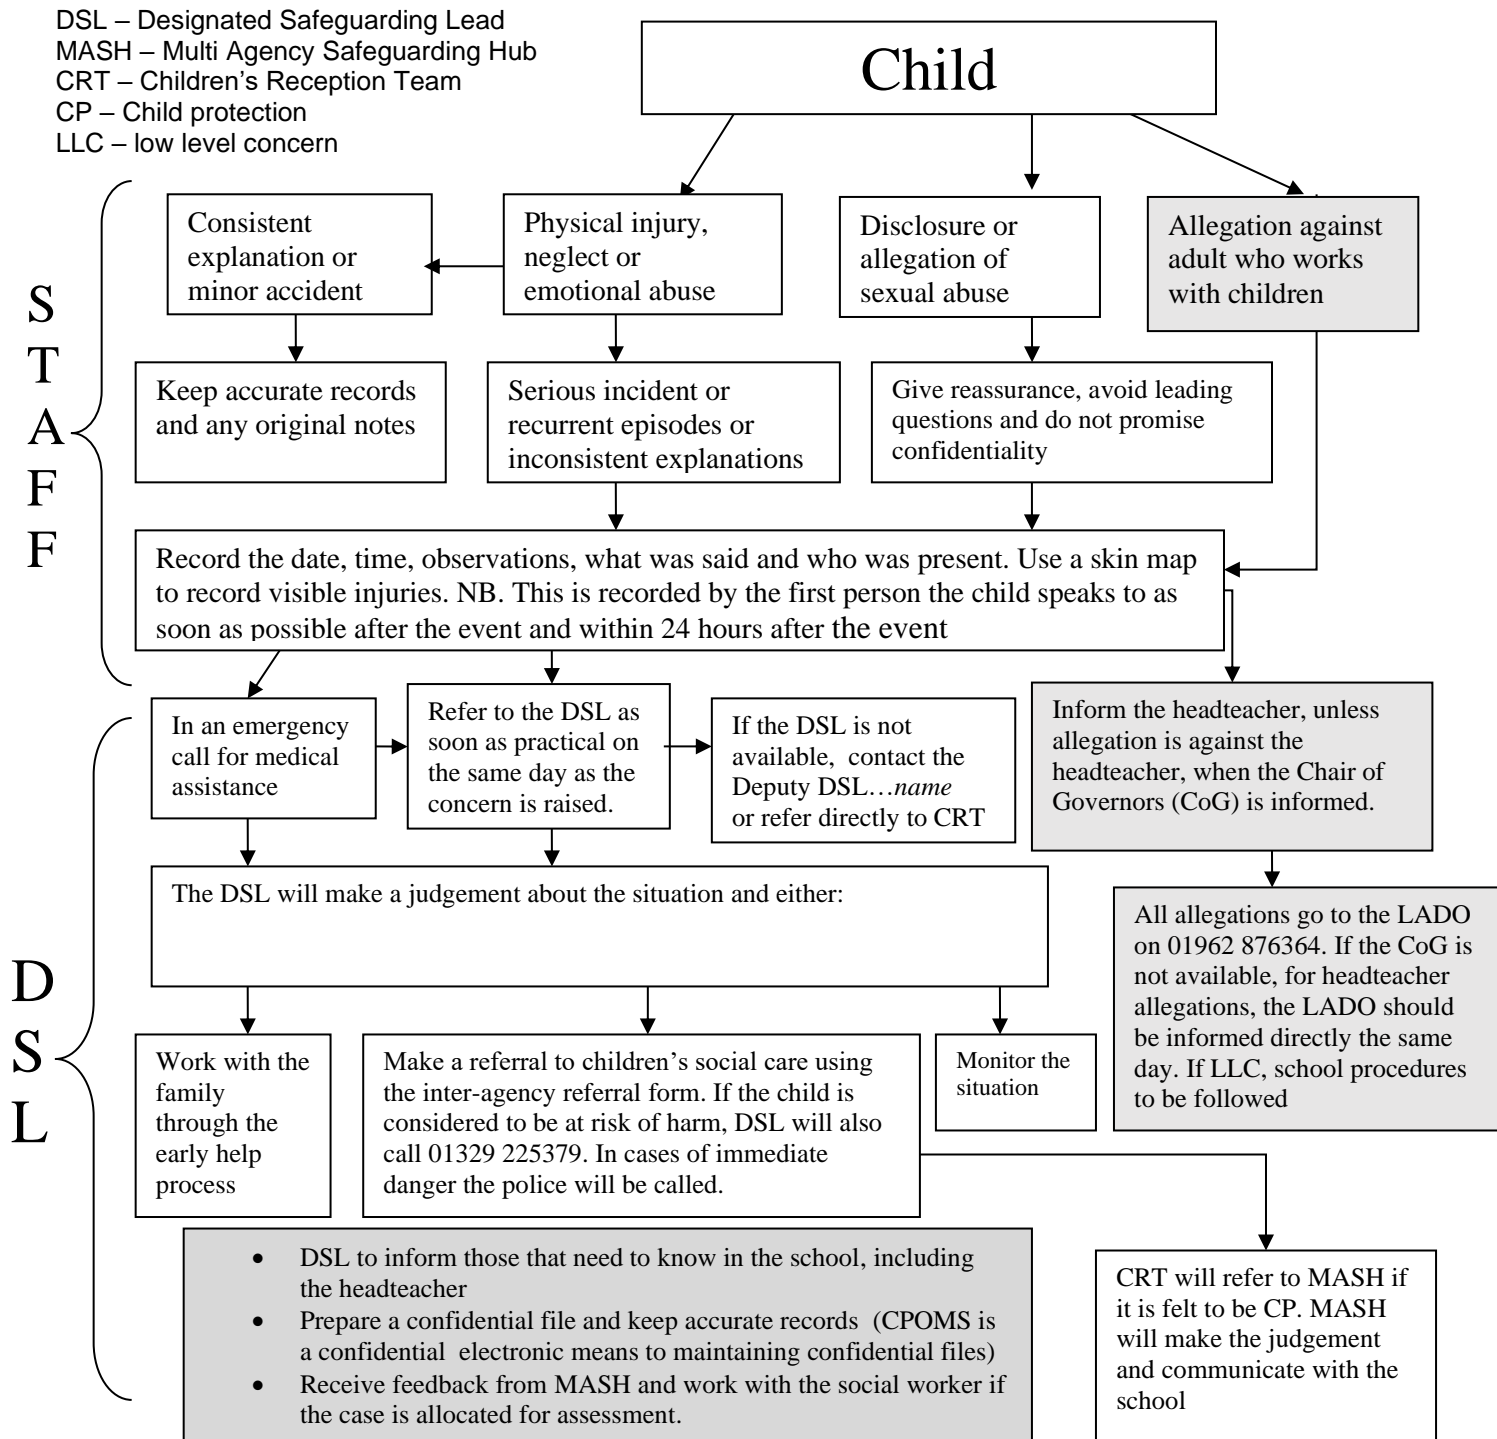 DSL – Designated Safeguarding Lead
MASH – Multi Agency Safeguarding Hub
CRT – Children's Reception Team
CP – Child protection
LLC – low level concern
Child
S
T
A
F
F
Consistent
explanation or
minor accident
Physical injury,
neglect or
emotional abuse
Disclosure or
allegation of
sexual abuse
Allegation against
adult who works
with children
Keep accurate records
and any original notes
Serious incident or
recurrent episodes or
inconsistent explanations
Give reassurance, avoid leading
questions and do not promise
confidentiality
Record the date, time, observations, what was said and who was present. Use a skin map
to record visible injuries. NB. This is recorded by the first person the child speaks to as
soon as possible after the event and within 24 hours after the event
D
S
L
In an emergency
call for medical
assistance
Refer to the DSL as
soon as practical on
the same day as the
concern is raised.
If the DSL is not
available, contact the
Deputy DSL…name
or refer directly to CRT
Inform the headteacher, unless
allegation is against the
headteacher, when the Chair of
Governors (CoG) is informed.
The DSL will make a judgement about the situation and either:
All allegations go to the LADO
on 01962 876364. If the CoG is
not available, for headteacher
allegations, the LADO should
be informed directly the same
day. If LLC, school procedures
to be followed
Work with the
family
through the
early help
process
Make a referral to children's social care using
the inter-agency referral form. If the child is
considered to be at risk of harm, DSL will also
call 01329 225379. In cases of immediate
danger the police will be called.
Monitor the
situation
• DSL to inform those that need to know in the school, including
the headteacher
• Prepare a confidential file and keep accurate records (CPOMS is
a confidential electronic means to maintaining confidential files)
• Receive feedback from MASH and work with the social worker if
the case is allocated for assessment.
CRT will refer to MASH if
it is felt to be CP. MASH
will make the judgement
and communicate with the
school